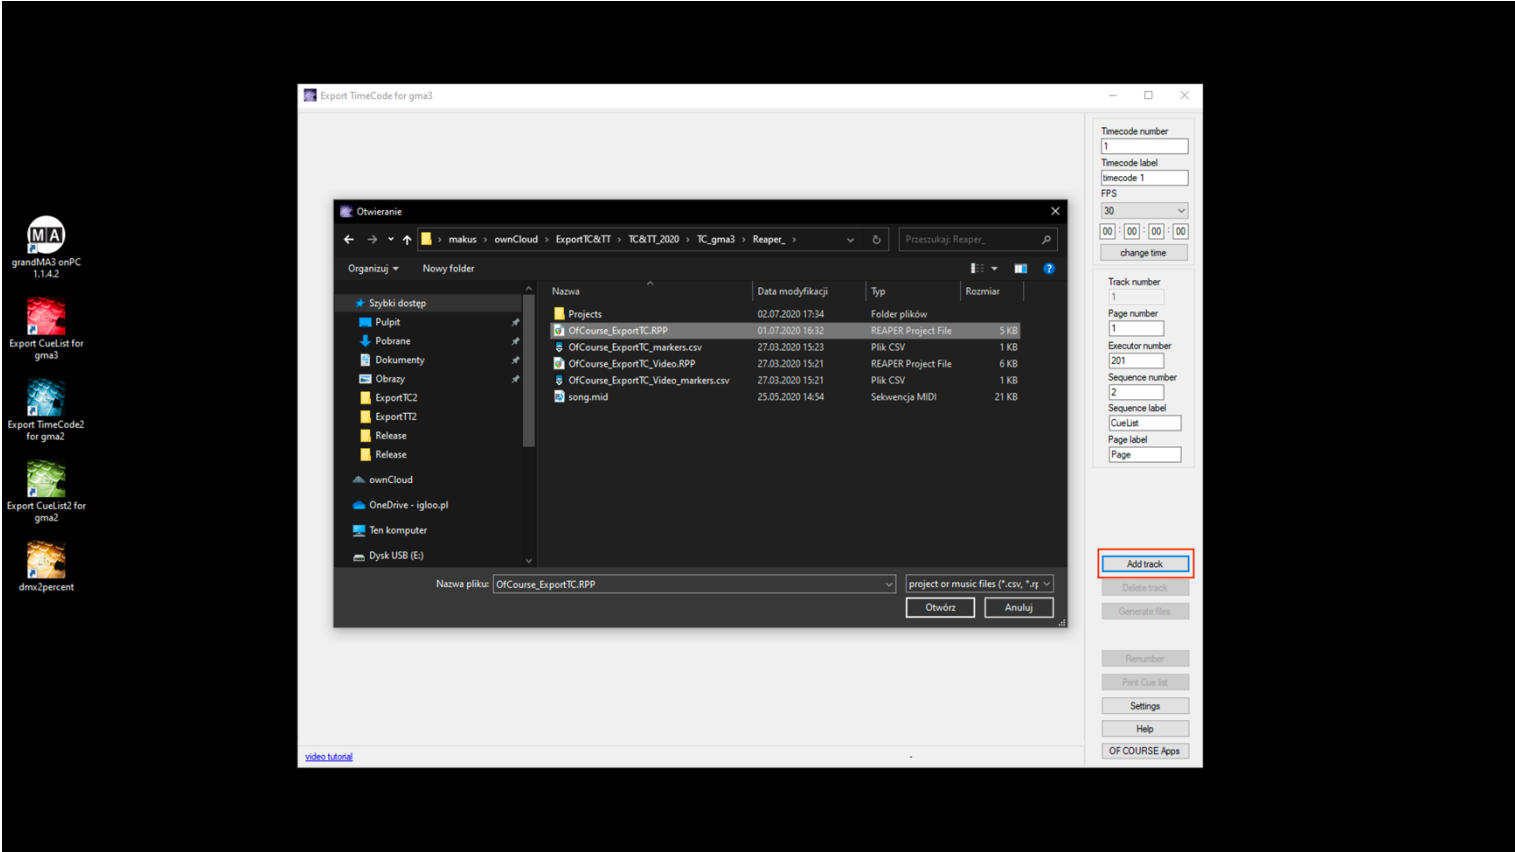 Export TimeCode for gma3
MA
grandMA3 onPC
1.1.4.2
Export CueList for
gma3
Export TimeCode2
for gma2
Export CueList2 for
gma2
dmx2percent
Otwieranie
makus > ownCloud > ExportTC&TT > TC&TT_2020 > TC_gma3 > Reaper_ >
Przeszukaj: Reaper_
Organizuj
Nowy folder
Szybki dostęp
Pulpit
Pobrane
Dokumenty
Obrazy
ExportTC2
ExportTT2
Release
Release
ownCloud
OneDrive - igloo.pl
Ten komputer
Dysk USB (E:)
Nazwa Data modyfikacji Typ Rozmiar
Projects 02.07.2020 17:34 Folder plików
OfCourse_ExportTC.RPP 01.07.2020 16:32 REAPER Project File 5 KB
OfCourse_ExportTC_markers.csv 27.03.2020 15:23 Plik CSV 1 KB
OfCourse_ExportTC_Video.RPP 27.03.2020 15:21 REAPER Project File 6 KB
OfCourse_ExportTC_Video_markers.csv 27.03.2020 15:21 Plik CSV 1 KB
song.mid 25.05.2020 14:54 Sekwencja MIDI 21 KB
Nazwa pliku: OfCourse_ExportTC.RPP
project or music files (*.csv, *.rp
Otwórz
Anuluj
Timecode number
1
Timecode label
timecode 1
FPS
30
00 : 00 : 00 : 00
change time
Track number
1
Page number
1
Executor number
201
Sequence number
2
Sequence label
CueList
Page label
Page
Add track
Delete track
Generate files
Renumber
Print Cue list
Settings
Help
OF COURSE Apps
video tutorial
-